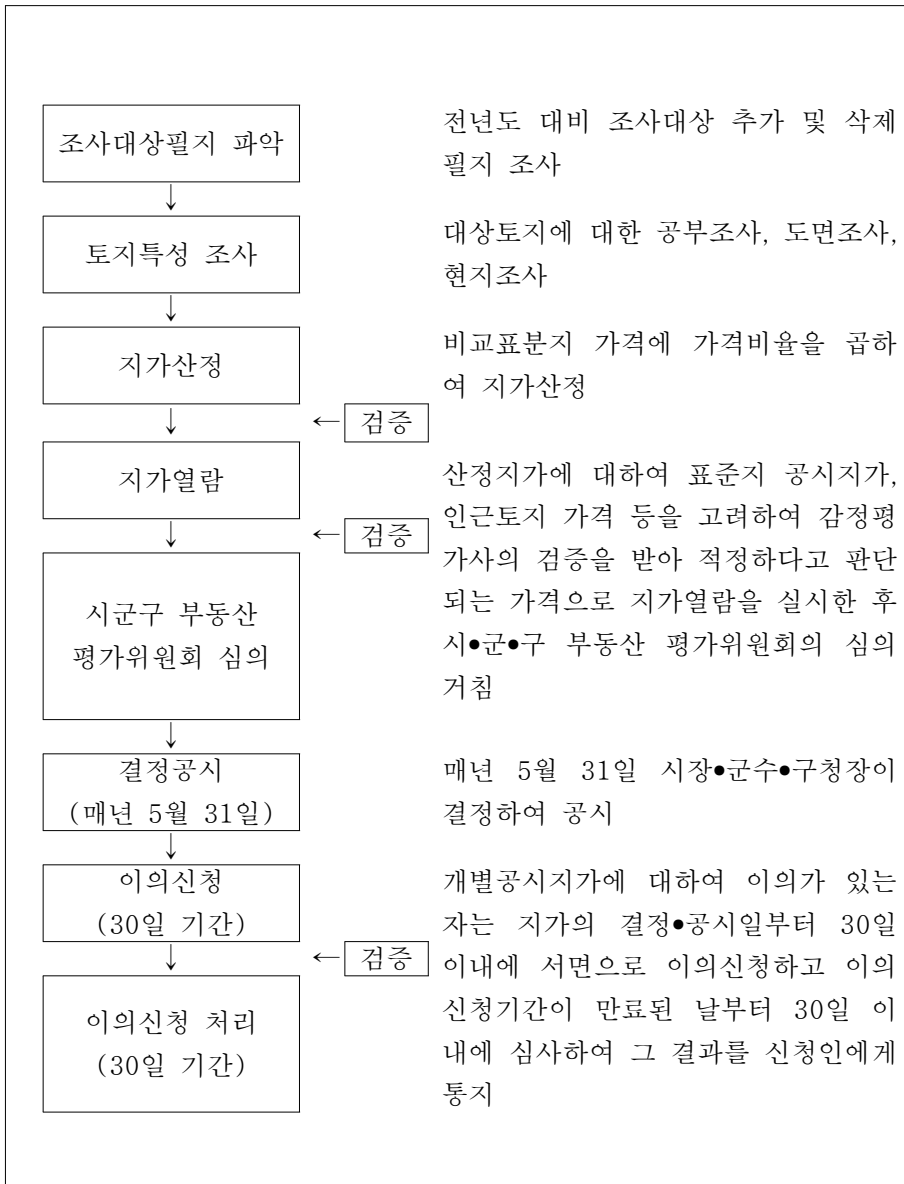 조사대상필지 파악
전년도 대비 조사대상 추가 및 삭제
필지 조사
↓
토지특성 조사
대상토지에 대한 공부조사, 도면조사,
현지조사
↓
지가산정
비교표분지 가격에 가격비율을 곱하
여 지가산정
↓
← 검증
지가열람
산정지가에 대하여 표준지 공시지가,
인근토지 가격 등을 고려하여 감정평
가사의 검증을 받아 적정하다고 판단
되는 가격으로 지가열람을 실시한 후
시•군•구 부동산 평가위원회의 심의
거침
↓
← 검증
시군구 부동산
평가위원회 심의
↓
결정공시
(매년 5월 31일)
매년 5월 31일 시장•군수•구청장이
결정하여 공시
↓
이의신청
(30일 기간)
개별공시지가에 대하여 이의가 있는
자는 지가의 결정•공시일부터 30일
이내에 서면으로 이의신청하고 이의
신청기간이 만료된 날부터 30일 이
내에 심사하여 그 결과를 신청인에게
통지
↓
← 검증
이의신청 처리
(30일 기간)